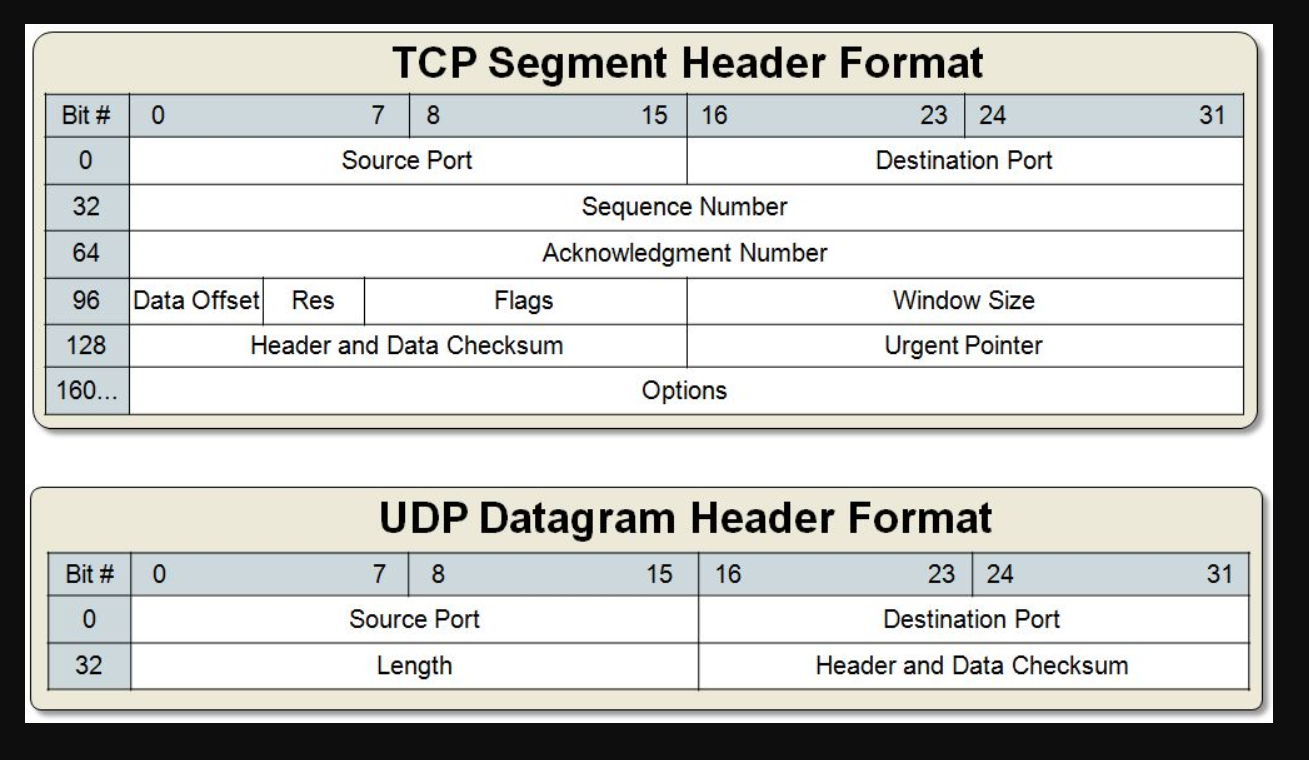 TCP Segment Header Format
Bit # 0 7 8 15 16 23 24 31
0 Source Port Destination Port
32 Sequence Number
64 Acknowledgment Number
96 Data Offset Res Flags Window Size
128 Header and Data Checksum Urgent Pointer
160... Options
UDP Datagram Header Format
Bit # 0 7 8 15 16 23 24 31
0 Source Port Destination Port
32 Length Header and Data Checksum